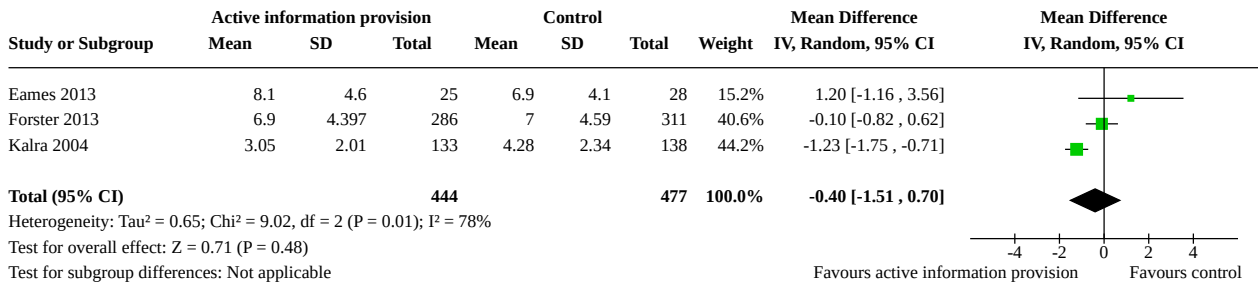 Active information provision Control Mean Difference Mean Difference
Study or Subgroup Mean SD Total Mean SD Total Weight IV, Random, 95% CI IV, Random, 95% CI
Eames 2013 8.1 4.6 25 6.9 4.1 28 15.2% 1.20 [-1.16 , 3.56]
Forster 2013 6.9 4.397 286 7 4.59 311 40.6% -0.10 [-0.82 , 0.62]
Kalra 2004 3.05 2.01 133 4.28 2.34 138 44.2% -1.23 [-1.75 , -0.71]
Total (95% CI) 444 477 100.0% -0.40 [-1.51 , 0.70]
Heterogeneity: Tau² = 0.65; Chi² = 9.02, df = 2 (P = 0.01); I² = 78%
Test for overall effect: Z = 0.71 (P = 0.48)
-4 -2 0 2 4
Test for subgroup differences: Not applicable
Favours active information provision Favours control